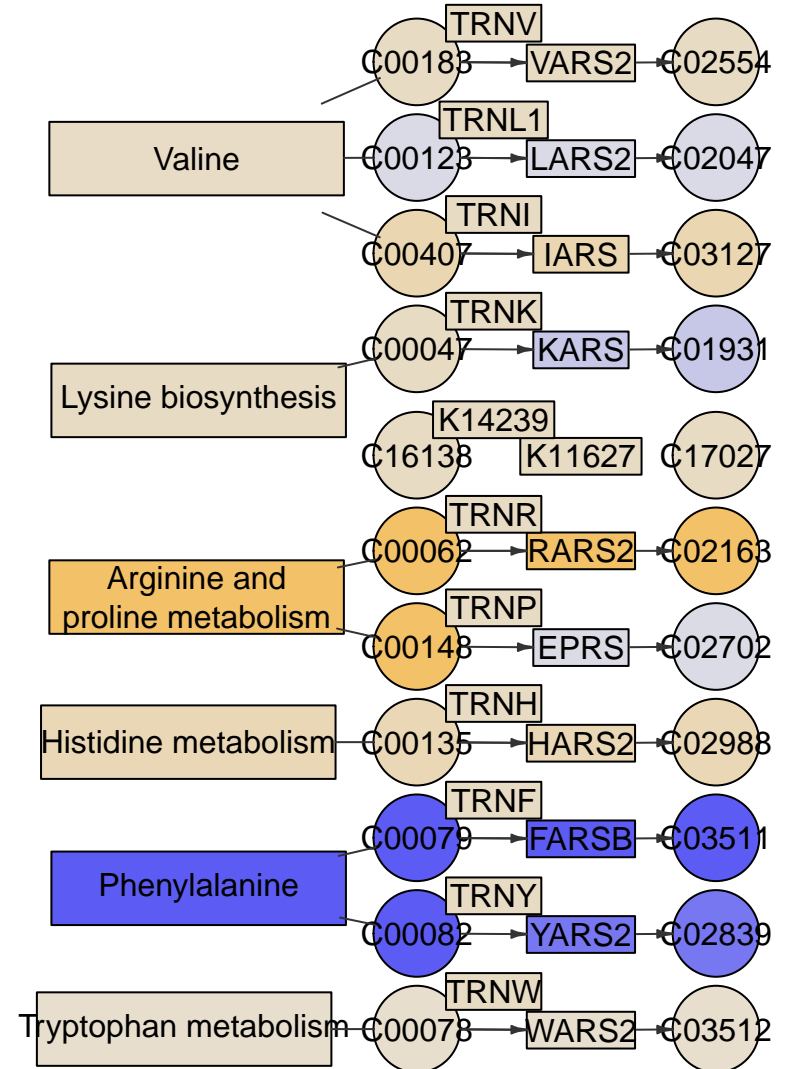 TRNV
C00183 VARS2 C02554
TRNL1
Valine C00123 LARS2 C02047
TRNI
C00407 IARS C03127
TRNK
C00047 KARS C01931
Lysine biosynthesis
K14239
C16138 K11627 C17027
TRNR
C00062 RARS2 C02163
Arginine and
proline metabolism
TRNP
C00148 EPRS C02702
TRNH
Histidine metabolism C00135 HARS2 C02988
TRNF
C00079 FARSB C03511
Phenylalanine
TRNY
C00082 YARS2 C02839
TRNW
Tryptophan metabolism C00078 WARS2 C03512